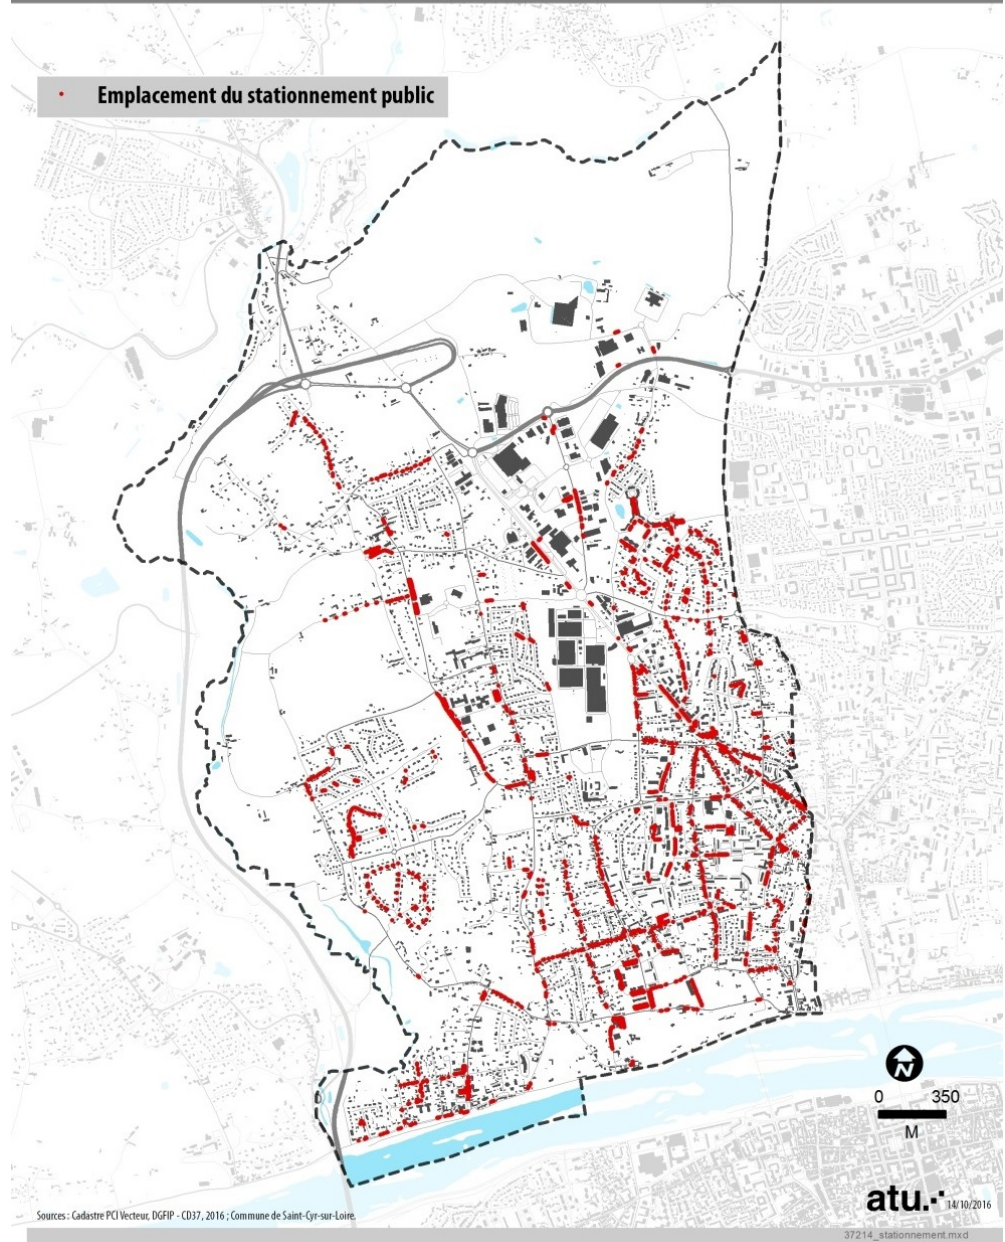 Emplacement du stationnement public
N
0 350
M
atu.
14/10/2016
Sources : Cadastre PCI Vecteur, DGFIP - CD37, 2016 ; Commune de Saint-Cyr-sur-Loire.
37214_stationnement.mxd